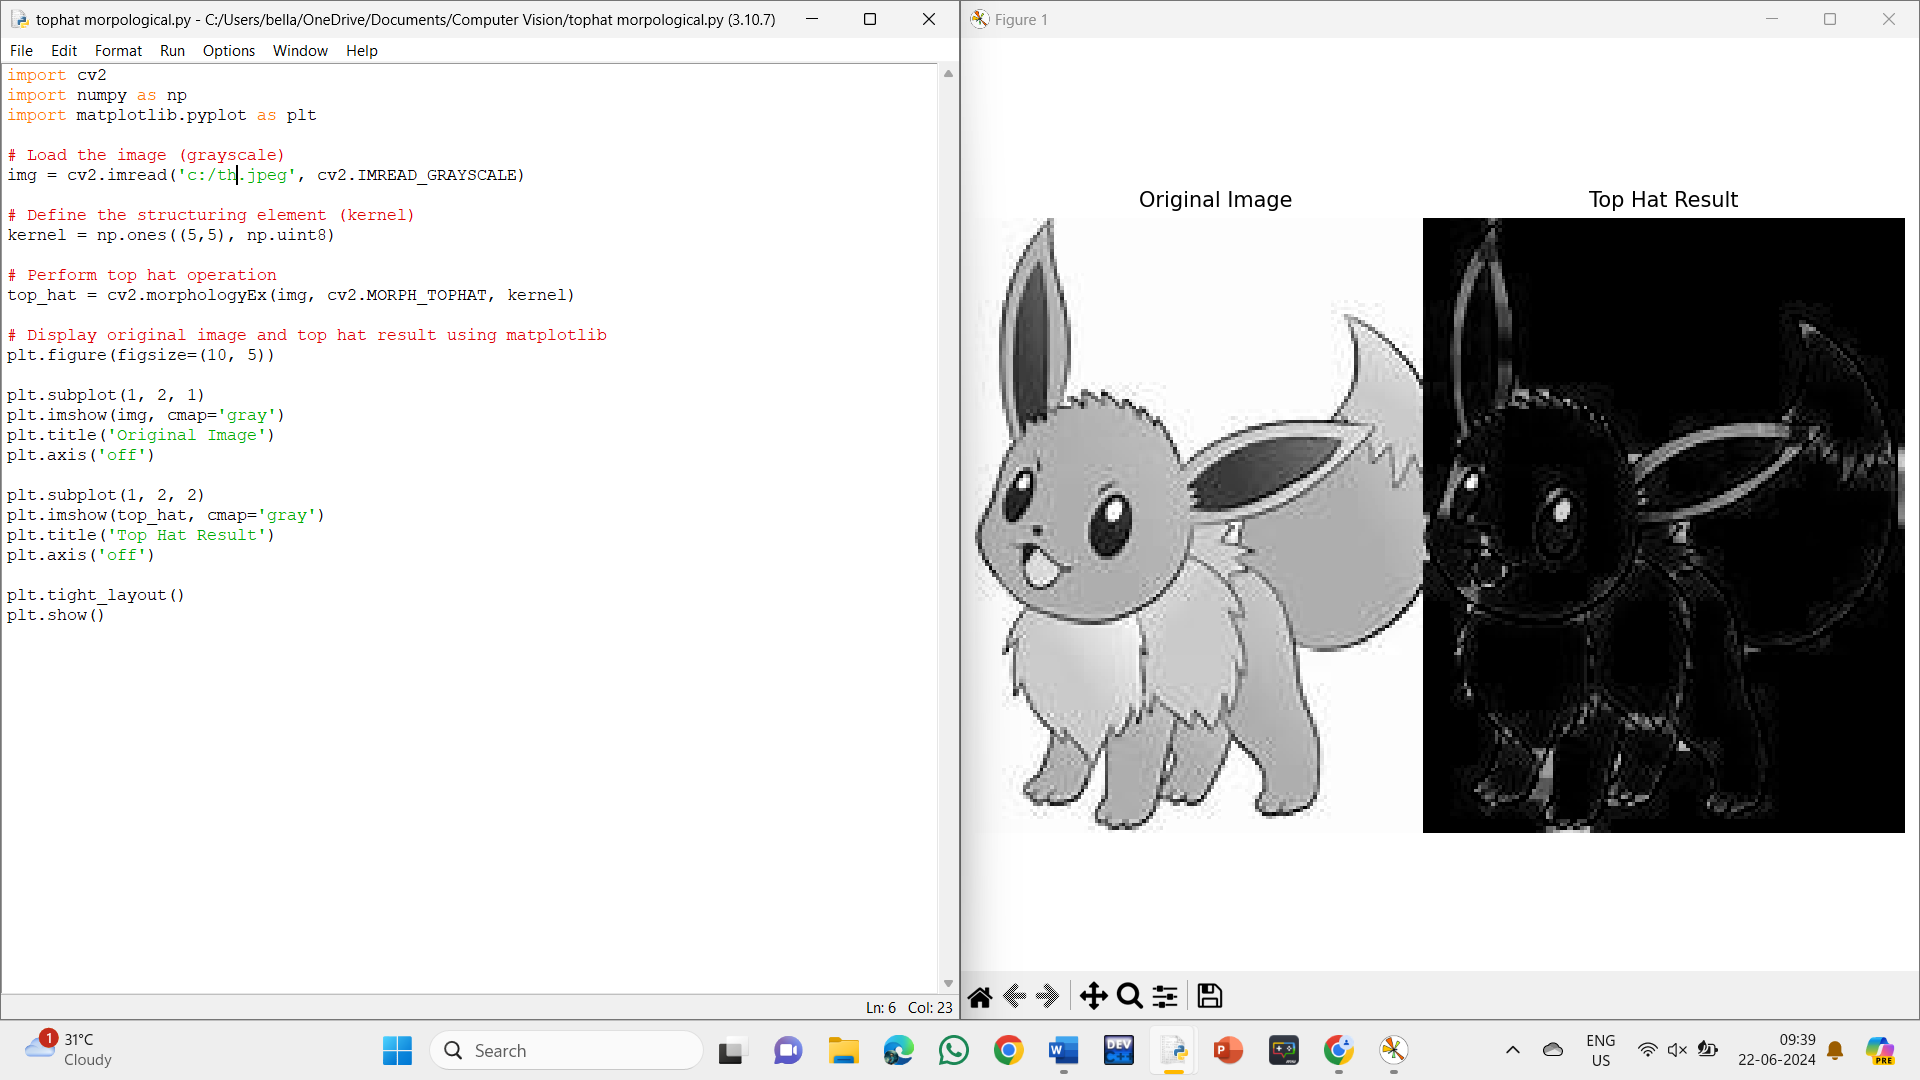 tophat morpological.py - C:/Users/bella/OneDrive/Documents/Computer Vision/tophat morpological.py (3.10.7)
File Edit Format Run Options Window Help
import cv2
import numpy as np
import matplotlib.pyplot as plt
# Load the image (grayscale)
img = cv2.imread('c:/th.jpeg', cv2.IMREAD_GRAYSCALE)
# Define the structuring element (kernel)
kernel = np.ones((5,5), np.uint8)
# Perform top hat operation
top_hat = cv2.morphologyEx(img, cv2.MORPH_TOPHAT, kernel)
# Display original image and top hat result using matplotlib
plt.figure(figsize=(10, 5))
plt.subplot(1, 2, 1)
plt.imshow(img, cmap='gray')
plt.title('Original Image')
plt.axis('off')
plt.subplot(1, 2, 2)
plt.imshow(top_hat, cmap='gray')
plt.title('Top Hat Result')
plt.axis('off')
plt.tight_layout()
plt.show()
Ln: 6 Col: 23
Figure 1
Original Image
Top Hat Result
1
31°C
Cloudy
Search
W
DEV
C++
P
ENG
US
09:39
22-06-2024
PRE